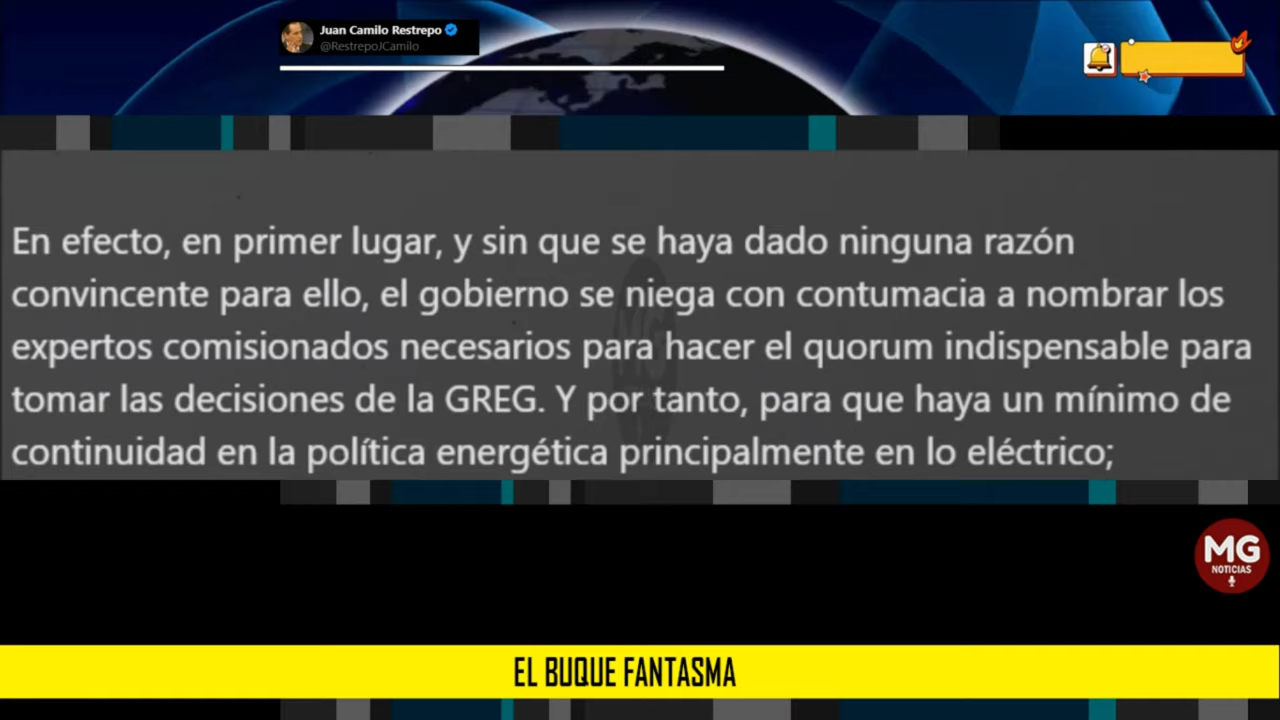 Juan Camilo Restrepo
@RestrepoJCamilo
En efecto, en primer lugar, y sin que se haya dado ninguna razón
convincente para ello, el gobierno se niega con contumacia a nombrar los
expertos comisionados necesarios para hacer el quorum indispensable para
tomar las decisiones de la GREG. Y por tanto, para que haya un mínimo de
continuidad en la política energética principalmente en lo eléctrico;
MG
NOTICIAS
EL BUQUE FANTASMA